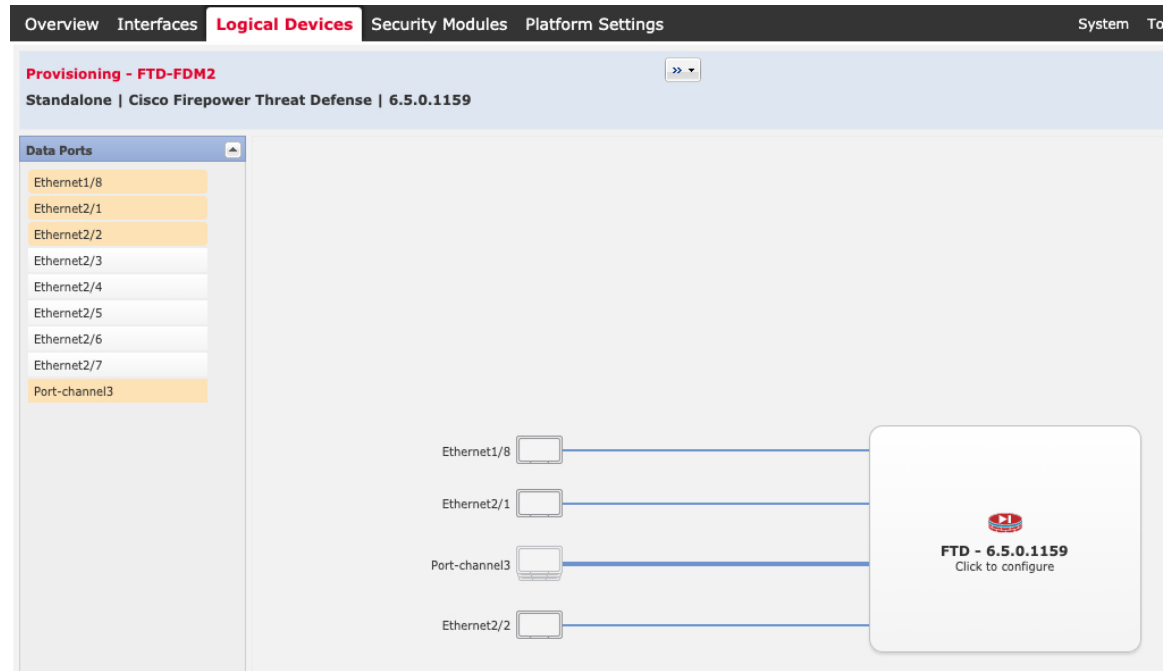 Overview Interfaces Logical Devices Security Modules Platform Settings System To
Provisioning - FTD-FDM2
Standalone | Cisco Firepower Threat Defense | 6.5.0.1159
Data Ports
Ethernet1/8
Ethernet2/1
Ethernet2/2
Ethernet2/3
Ethernet2/4
Ethernet2/5
Ethernet2/6
Ethernet2/7
Port-channel3
Ethernet1/8
Ethernet2/1
Port-channel3
Ethernet2/2
FTD - 6.5.0.1159
Click to configure